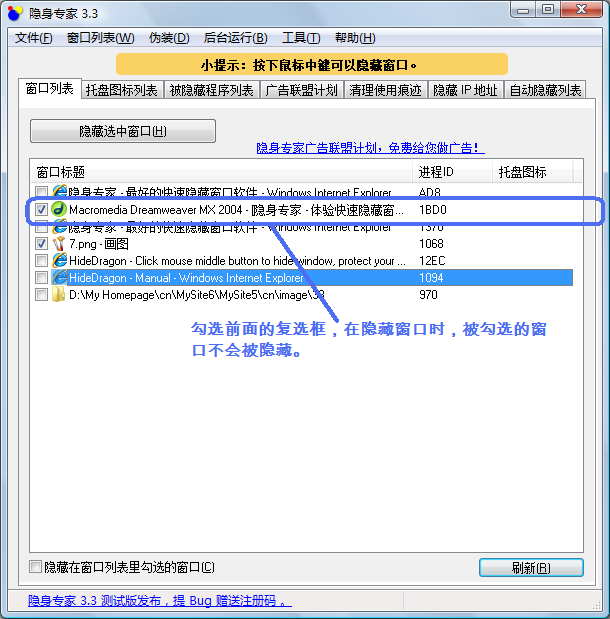 隐身专家 3.3
文件(F) 窗口列表(W) 伪装(D) 后台运行(B) 工具(T) 帮助(H)
小提示：按下鼠标中键可以隐藏窗口。
窗口列表 托盘图标列表 被隐藏程序列表 广告联盟计划 清理使用痕迹 隐藏 IP 地址 自动隐藏列表
隐藏选中窗口(H)
隐身专家广告联盟计划，免费给您做广告！
窗口标题 进程ID 托盘图标
隐身专家 - 最好的快速隐藏窗口软件 - Windows Internet Explorer AD8
Macromedia Dreamweaver MX 2004 - [隐身专家 - 体验快速隐藏窗... 1BD0
隐身专家 - 最好的快速隐藏窗口软件 - Windows Internet Explorer 1370
7.png - 画图 1068
HideDragon - Click mouse middle button to hide window, protect your ... 12EC
HideDragon - Manual - Windows Internet Explorer 1094
D:\My Homepage\cn\MySite6\MySite5\cn\image\33 970
勾选前面的复选框，在隐藏窗口时，被勾选的窗
口不会被隐藏。
隐藏在窗口列表里勾选的窗口(C)
刷新(R)
隐身专家 3.3 测试版发布，提 Bug 赠送注册码 。